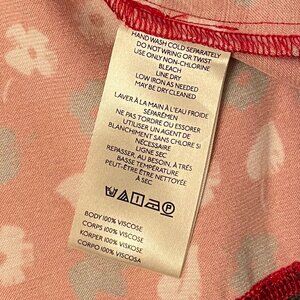 HAND WASH COLD SEPARATELY
DO NOT WRING OR TWIST
USE ONLY NON-CHLORINE
BLEACH
LINE DRY
LOW IRON AS NEEDED
MAY BE DRY CLEANED
LAVER À LA MAIN À L'EAU FROIDE
SÉPARÉMEN
NE PAS TORDRE OU ESSORER
UTILISER UN AGENT DE
BLANCHIMENT SANS CHLORE SI
NÉCESSAIRE
LIGNE SEC
REPASSER, AU BESOIN, À TRÈS
BASSE TEMPÉRATURE
PEUT-ÊTRE ÊTRE NETTOYÉE
À SEC
P
BODY 100% VISCOSE
CORPS 100% VISCOSE
KÖRPER 100% VISKOSE
CORPO 100% VISCOSA